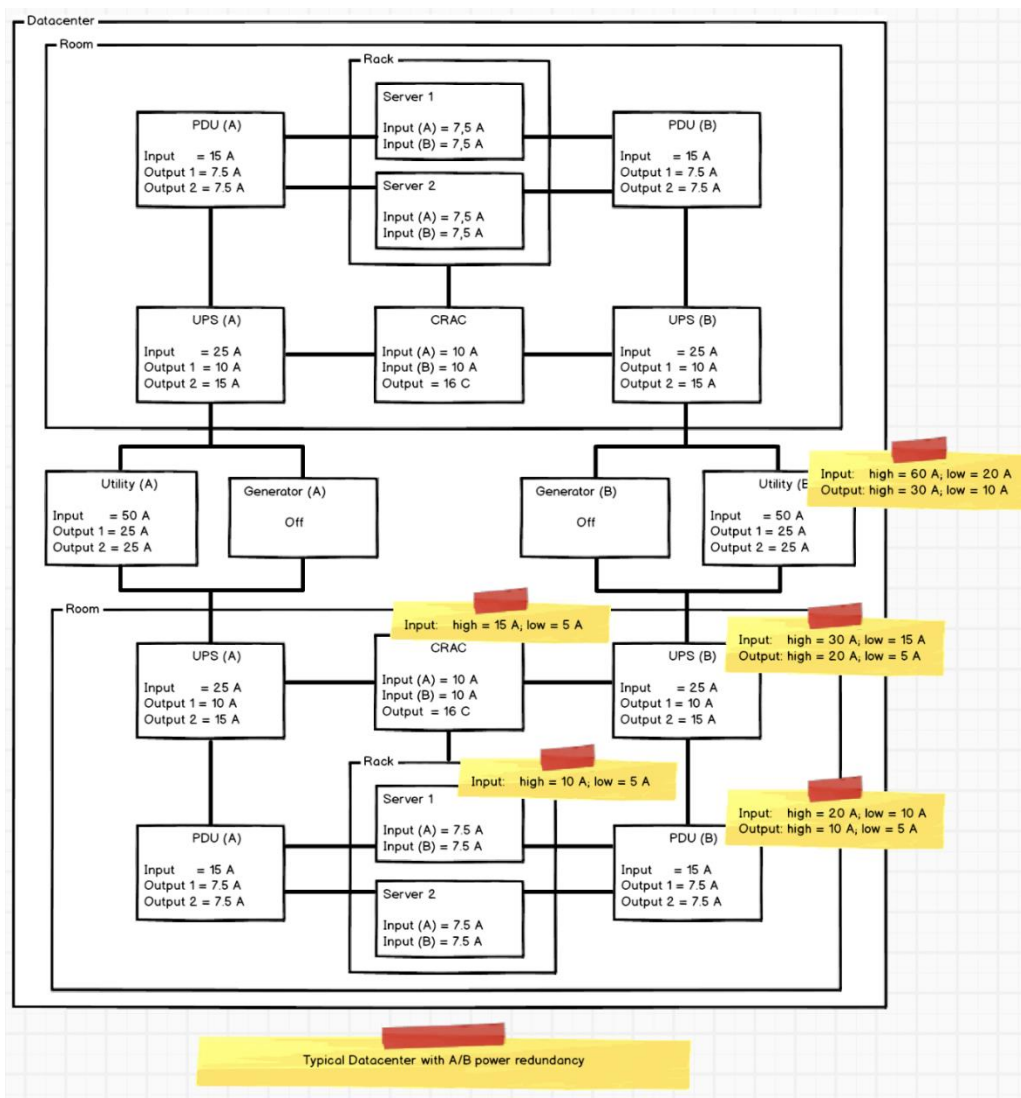 Datacenter
Room
Rack
Server 1
Input (A) = 7,5 A
Input (B) = 7,5 A
PDU (A)
Input = 15 A
Output 1 = 7.5 A
Output 2 = 7.5 A
PDU (B)
Input = 15 A
Output 1 = 7.5 A
Output 2 = 7.5 A
Server 2
Input (A) = 7,5 A
Input (B) = 7,5 A
UPS (A)
Input = 25 A
Output 1 = 10 A
Output 2 = 15 A
CRAC
Input (A) = 10 A
Input (B) = 10 A
Output = 16 C
UPS (B)
Input = 25 A
Output 1 = 10 A
Output 2 = 15 A
Utility (A)
Input = 50 A
Output 1 = 25 A
Output 2 = 25 A
Generator (A)
Off
Generator (B)
Off
Utility (B
Input = 50 A
Output 1 = 25 A
Output 2 = 25 A
Input: high = 60 A; low = 20 A
Output: high = 30 A; low = 10 A
Room
Input: high = 15 A; low = 5 A
Input: high = 30 A; low = 15 A
Output: high = 20 A; low = 5 A
UPS (A)
Input = 25 A
Output 1 = 10 A
Output 2 = 15 A
CRAC
Input (A) = 10 A
Input (B) = 10 A
Output = 16 C
UPS (B)
Input = 25 A
Output 1 = 10 A
Output 2 = 15 A
Rack
Input: high = 10 A; low = 5 A
Input: high = 20 A; low = 10 A
Output: high = 10 A; low = 5 A
Server 1
Input (A) = 7.5 A
Input (B) = 7.5 A
PDU (A)
Input = 15 A
Output 1 = 7.5 A
Output 2 = 7.5 A
PDU (B)
Input = 15 A
Output 1 = 7.5 A
Output 2 = 7.5 A
Server 2
Input (A) = 7.5 A
Input (B) = 7.5 A
Typical Datacenter with A/B power redundancy